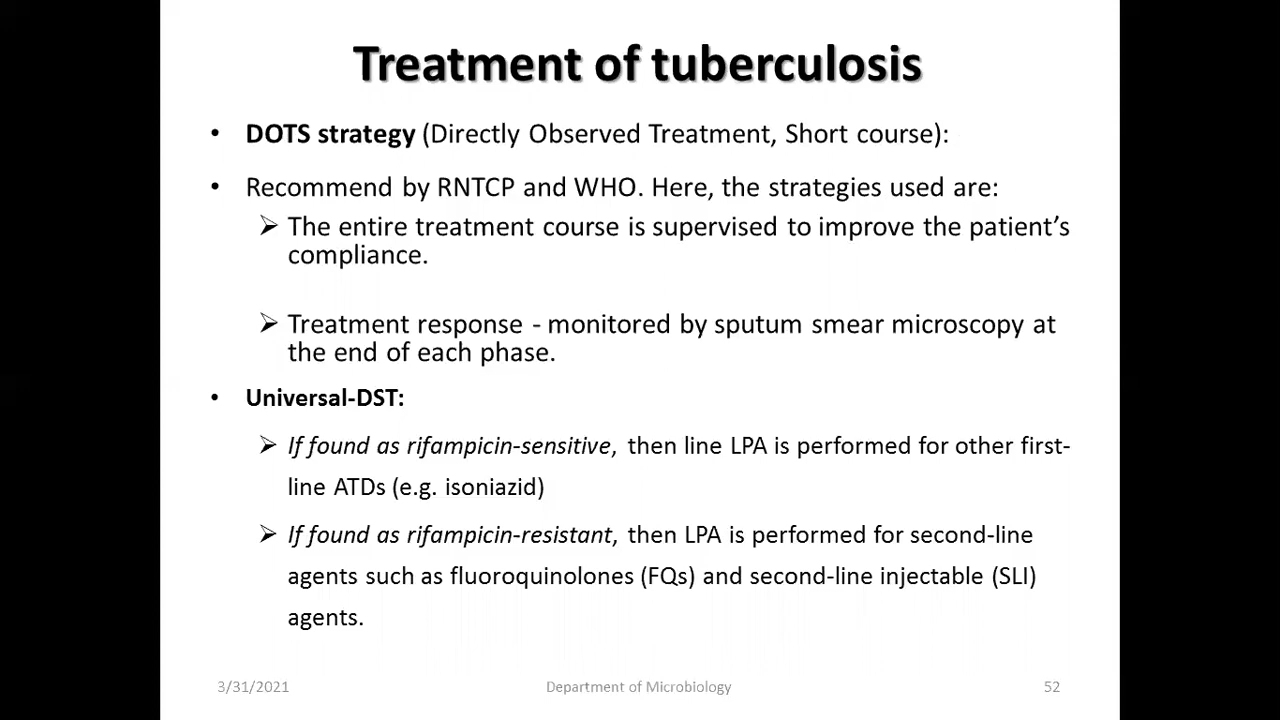 Treatment of tuberculosis
• DOTS strategy (Directly Observed Treatment, Short course):
• Recommend by RNTCP and WHO. Here, the strategies used are:
➢ The entire treatment course is supervised to improve the patient’s
compliance.
➢ Treatment response - monitored by sputum smear microscopy at
the end of each phase.
• Universal-DST:
➢ If found as rifampicin-sensitive, then line LPA is performed for other first-
line ATDs (e.g. isoniazid)
➢ If found as rifampicin-resistant, then LPA is performed for second-line
agents such as fluoroquinolones (FQs) and second-line injectable (SLI)
agents.
3/31/2021 Department of Microbiology 52